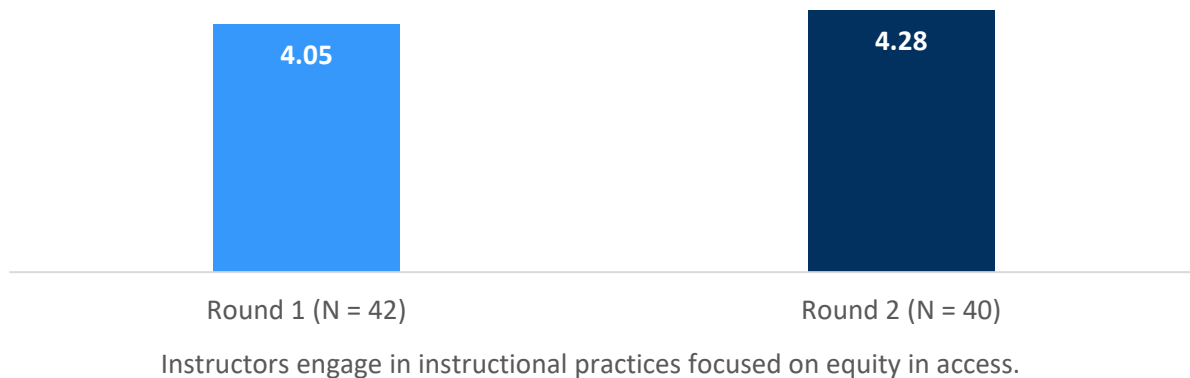 4.05
4.28
Round 1 (N = 42)
Round 2 (N = 40)
Instructors engage in instructional practices focused on equity in access.